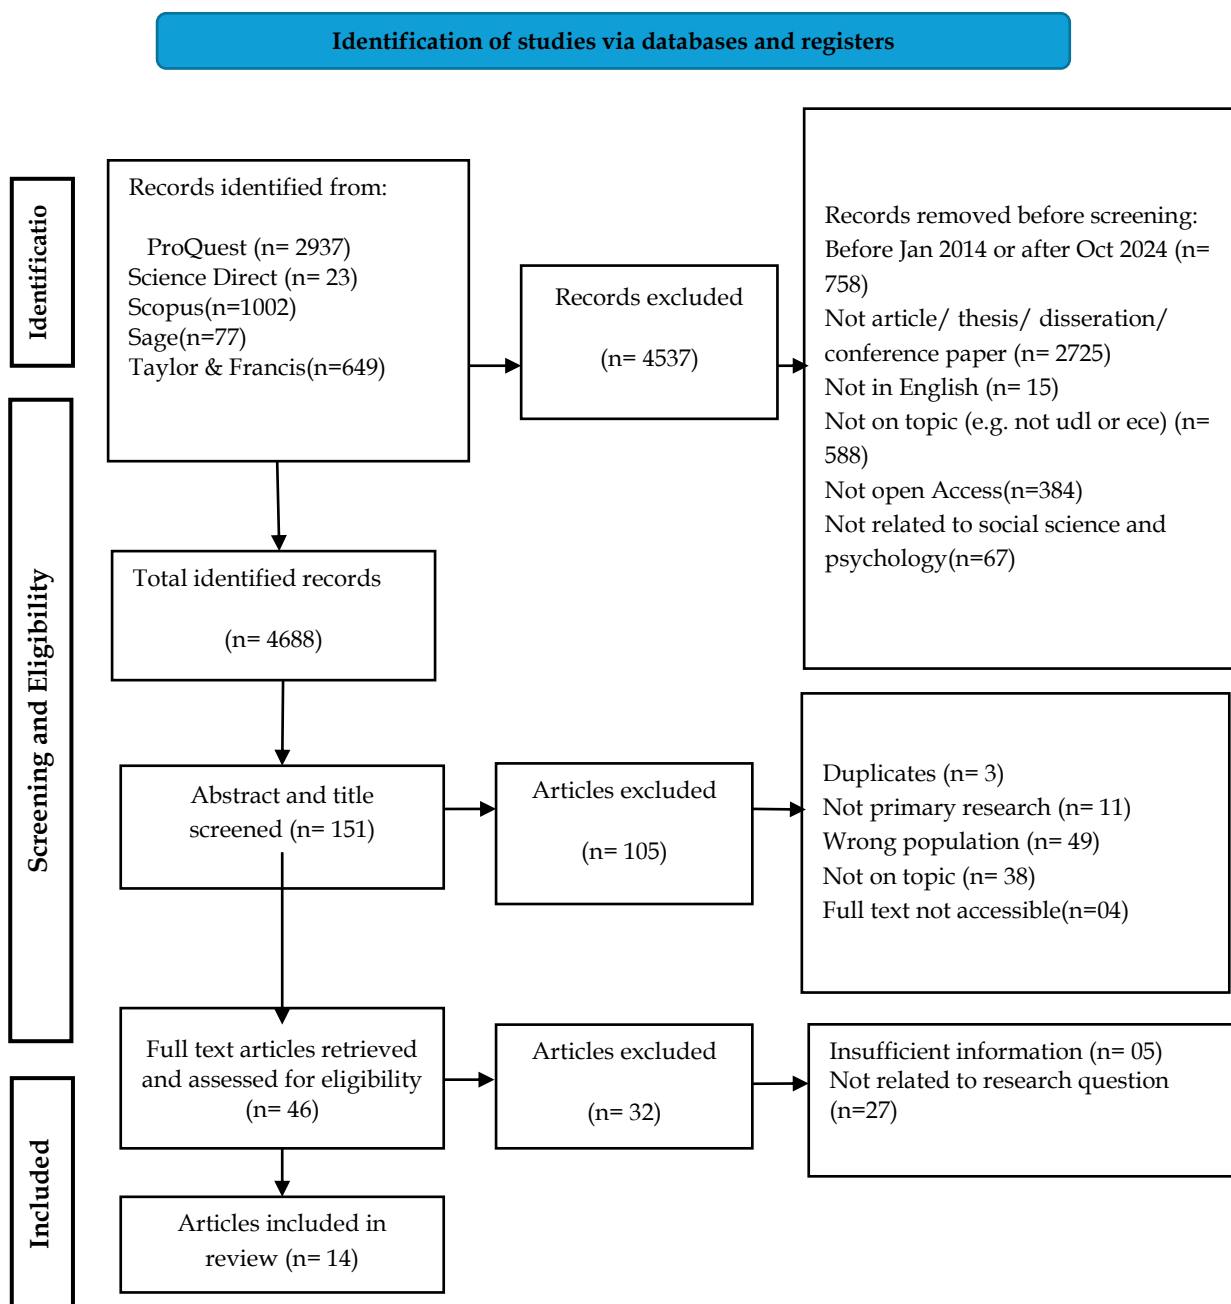 Identification of studies via databases and registers
Identificatio
Records identified from:
ProQuest (n= 2937)
Science Direct (n= 23)
Scopus(n=1002)
Sage(n=77)
Taylor & Francis(n=649)
Records excluded
(n= 4537)
Records removed before screening:
Before Jan 2014 or after Oct 2024 (n=
758)
Not article/ thesis/ disseration/
conference paper (n= 2725)
Not in English (n= 15)
Not on topic (e.g. not udl or ece) (n=
588)
Not open Access(n=384)
Not related to social science and
psychology(n=67)
Screening and Eligibility
Total identified records
(n= 4688)
Abstract and title
screened (n= 151)
Articles excluded
(n= 105)
Duplicates (n= 3)
Not primary research (n= 11)
Wrong population (n= 49)
Not on topic (n= 38)
Full text not accessible(n=04)
Full text articles retrieved
and assessed for eligibility
(n= 46)
Articles excluded
(n= 32)
Insufficient information (n= 05)
Not related to research question
(n=27)
Included
Articles included in
review (n= 14)